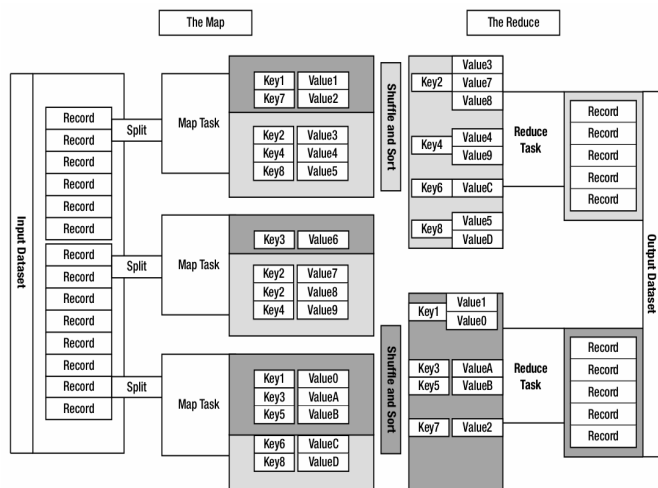 The Map
The Reduce
Input Dataset
Record
Record
Record
Record
Record
Record
Record
Record
Record
Record
Record
Record
Record
Record
Split
Split
Split
Map Task
Key1 Value1
Key7 Value2
Key2 Value3
Key4 Value4
Key8 Value5
Map Task
Key3 Value6
Key2 Value7
Key2 Value8
Key4 Value9
Map Task
Key1 Value0
Key3 ValueA
Key5 ValueB
Key6 ValueC
Key8 ValueD
Shuffle and Sort
Shuffle and Sort
Key2
Value3
Value7
Value8
Key4
Value4
Value9
Key6 ValueC
Key8
Value5
ValueD
Reduce
Task
Record
Record
Record
Record
Record
Key1
Value1
Value0
Key3 ValueA
Key5 ValueB
Key7 Value2
Reduce
Task
Record
Record
Record
Record
Record
Output Dataset